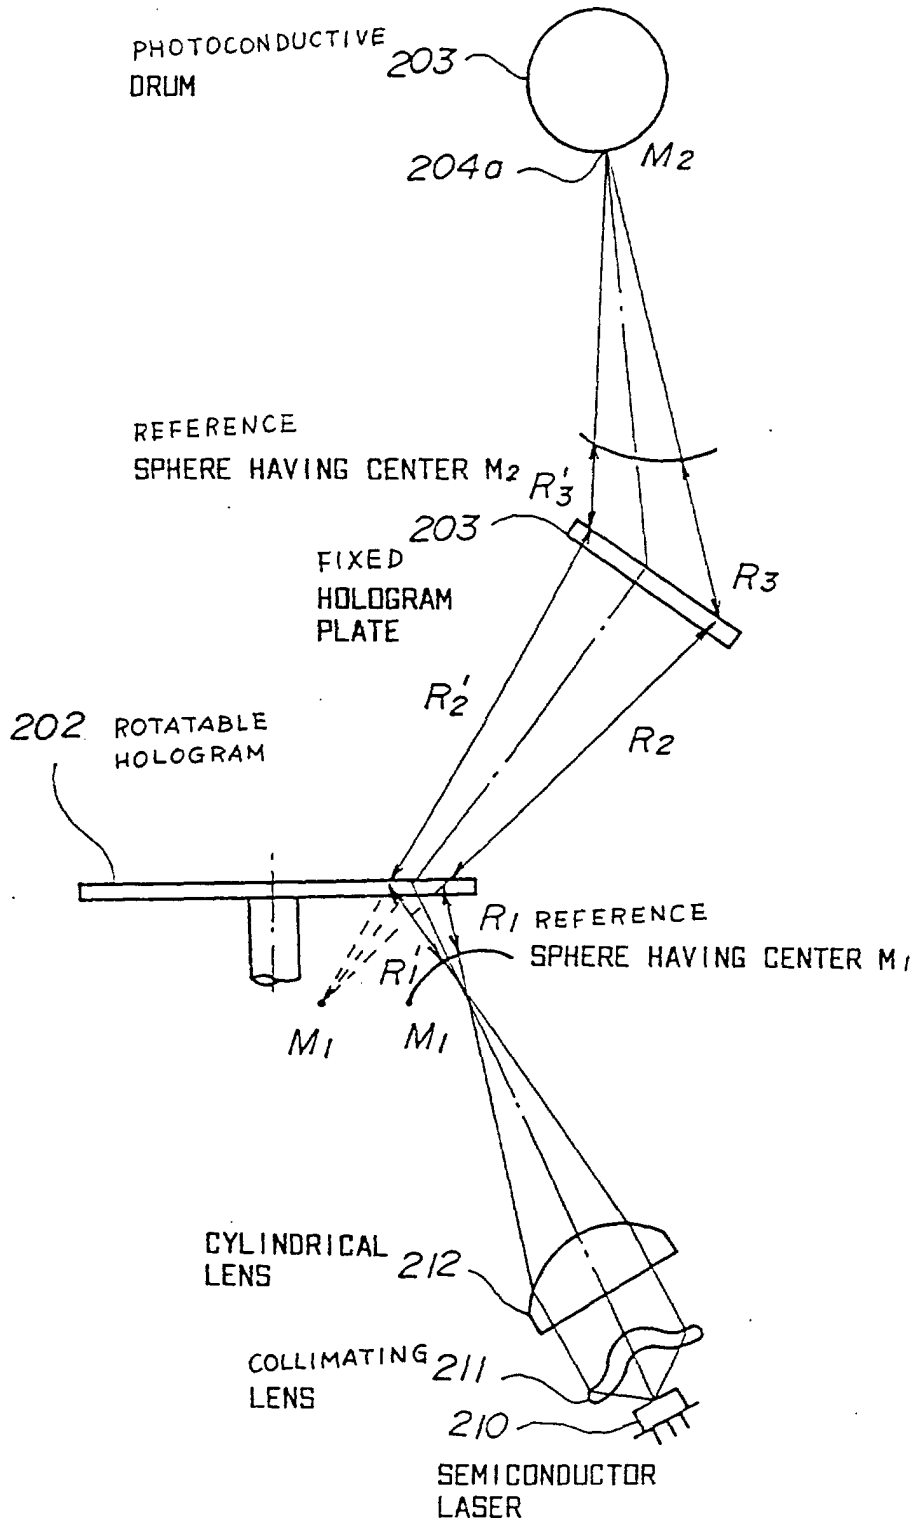 PHOTOCONDUCTIVE
DRUM
203
204a
M2
REFERENCE
SPHERE HAVING CENTER M2
R3'
203
FIXED
HOLOGRAM
PLATE
R3
R2'
R2
202
ROTATABLE
HOLOGRAM
R1
REFERENCE
SPHERE HAVING CENTER M1
R1'
M1
M1
CYLINDRICAL
LENS
212
COLLIMATING
LENS
211
210
SEMICONDUCTOR
LASER